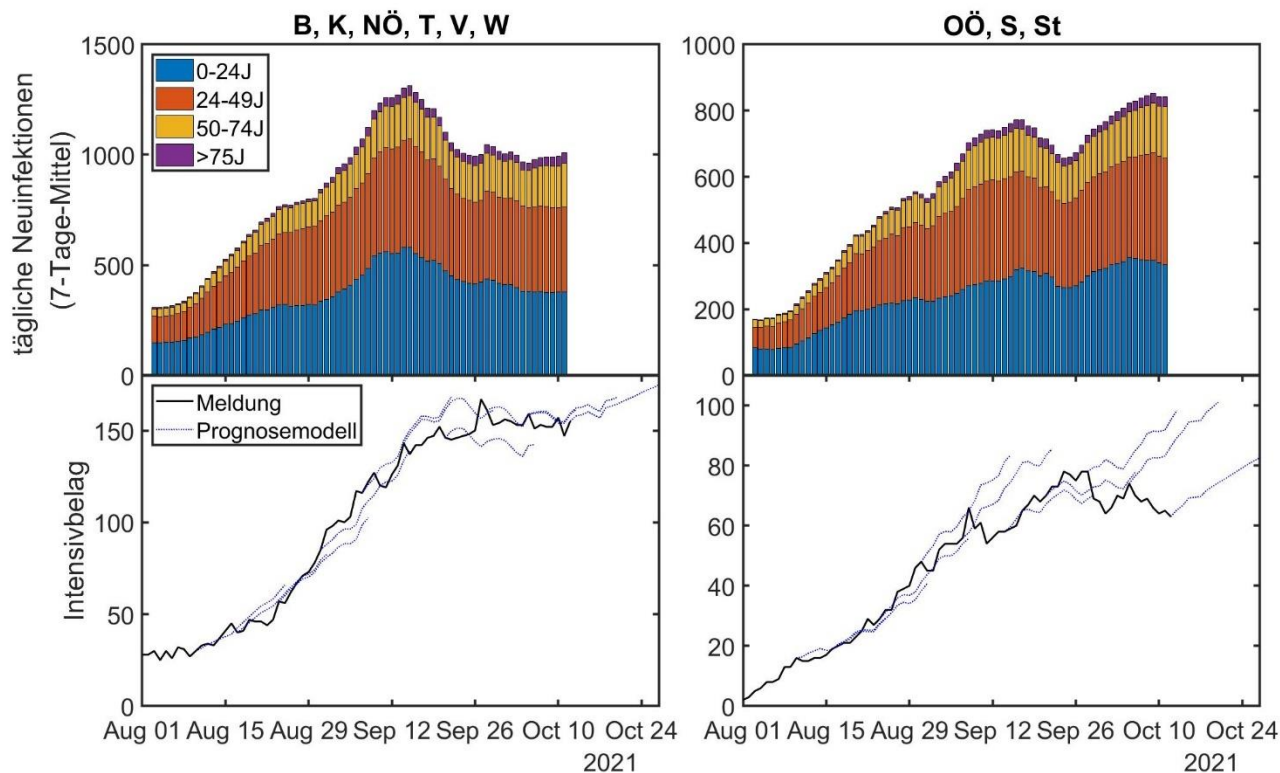 B, K, NÖ, T, V, W
OÖ, S, St
tägliche Neuinfektionen
(7-Tage-Mittel)
1500
1000
500
0
0-24J
24-49J
50-74J
>75J
1000
800
600
400
200
0
Intensivbelag
150
100
50
0
Meldung
Prognosemodell
100
80
60
40
20
0
Aug 01 Aug 15 Aug 29 Sep 12 Sep 26 Oct 10 Oct 24
2021
Aug 01 Aug 15 Aug 29 Sep 12 Sep 26 Oct 10 Oct 24
2021